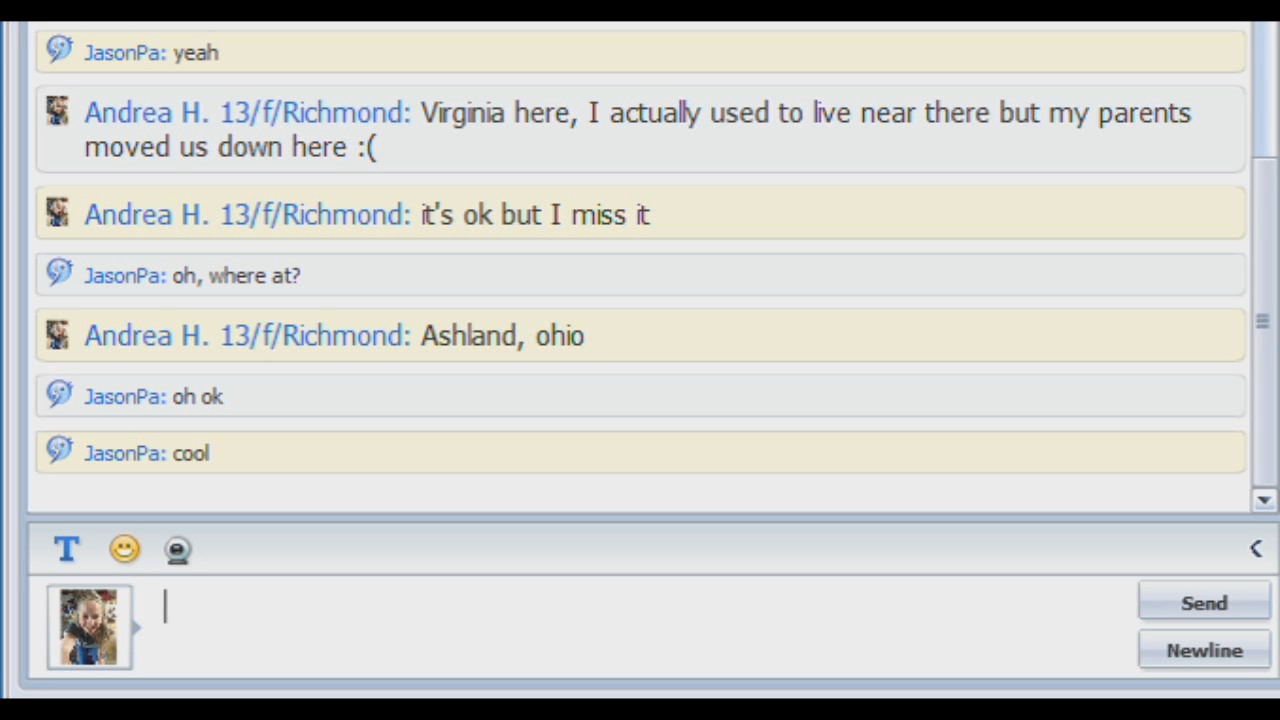 JasonPa: yeah
Andrea H. 13/f/Richmond: Virginia here, I actually used to live near there but my parents
moved us down here :(
Andrea H. 13/f/Richmond: it's ok but I miss it
JasonPa: oh, where at?
Andrea H. 13/f/Richmond: Ashland, ohio
JasonPa: oh ok
JasonPa: cool
T
Send
Newline